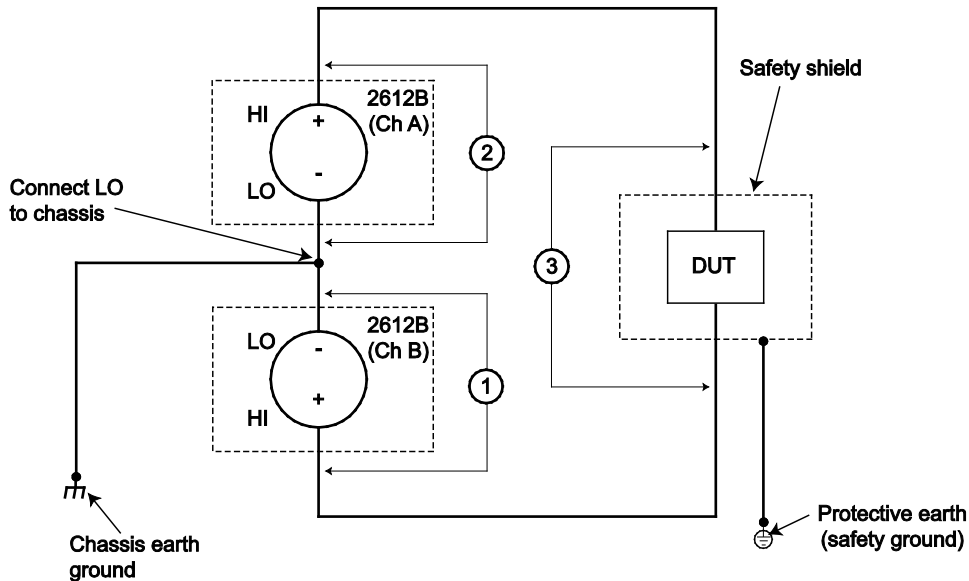 Safety shield
2612B
(Ch A)
HI
+
2
-
LO
Connect LO
to chassis
3
DUT
2612B
(Ch B)
LO
-
1
+
HI
Protective earth
(safety ground)
Chassis earth
ground